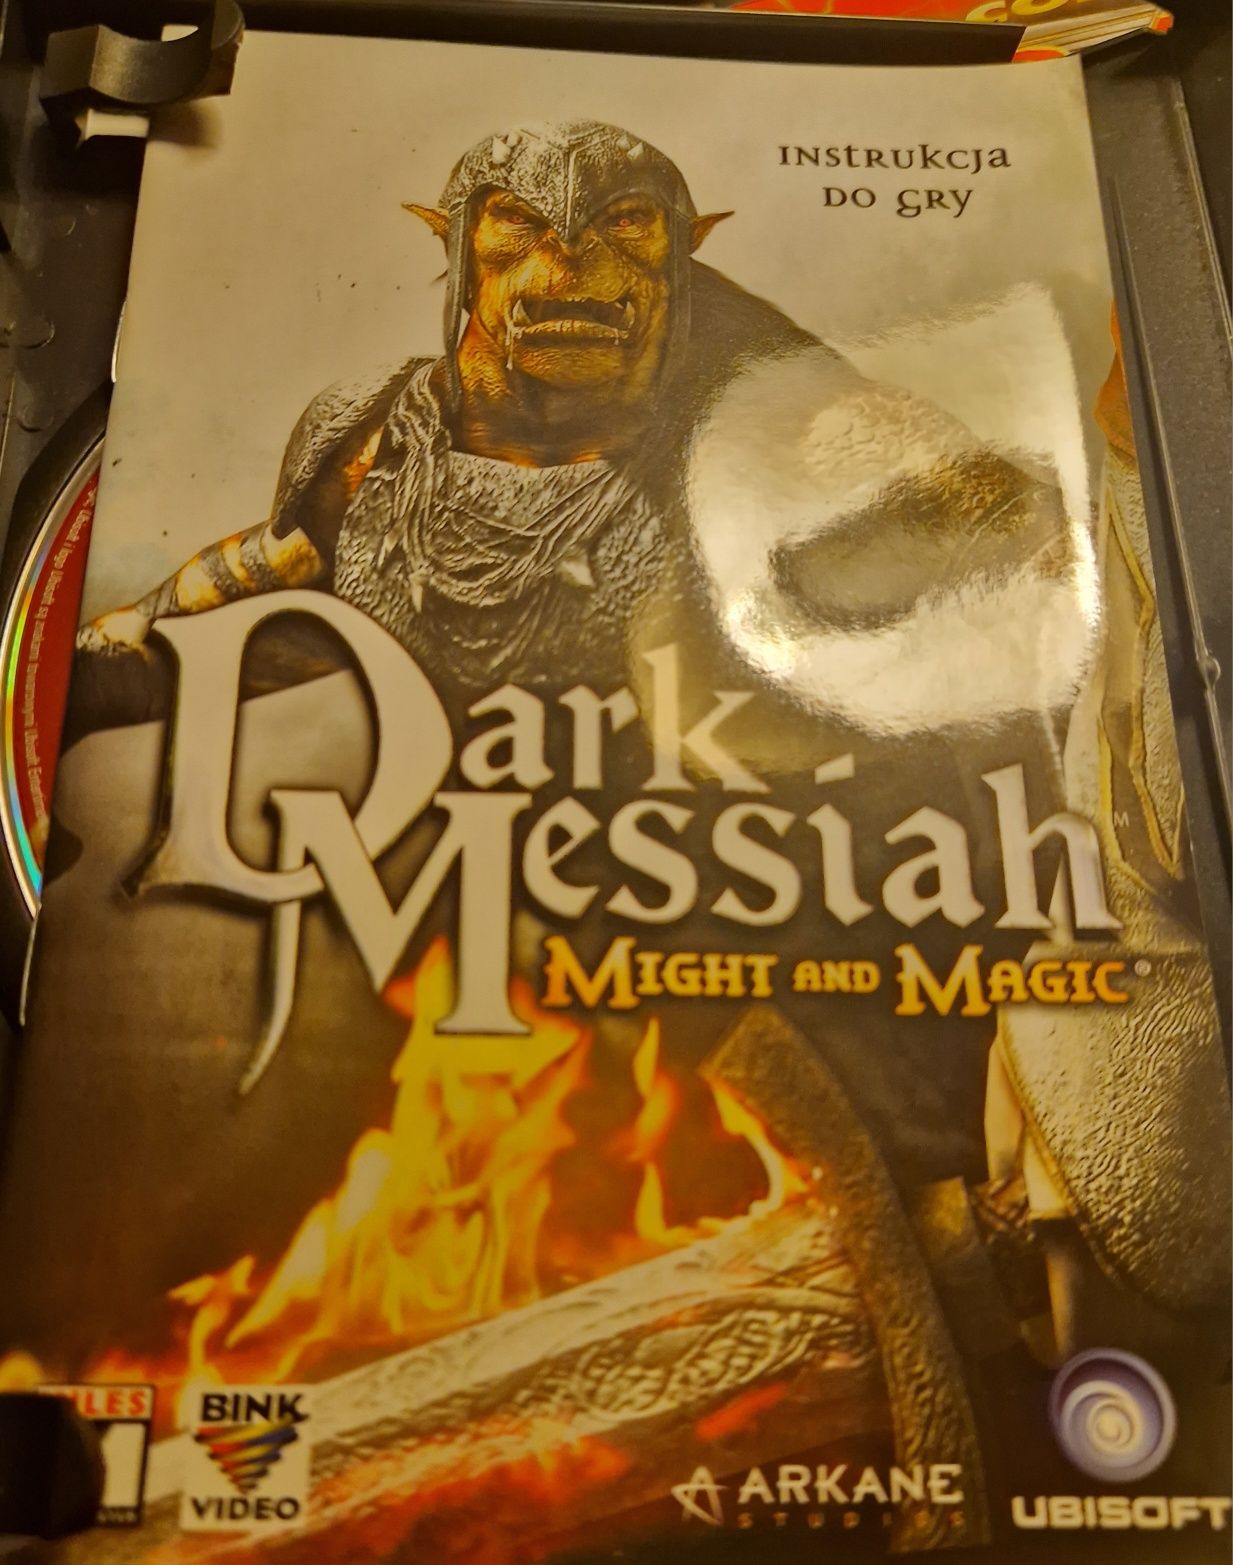 INSTRUKCJA
DO GRY
Dark
Messiah
MIGHT AND MAGIC®
BINK
VIDEO
ARKANE
STUDIOS
UBISOFT